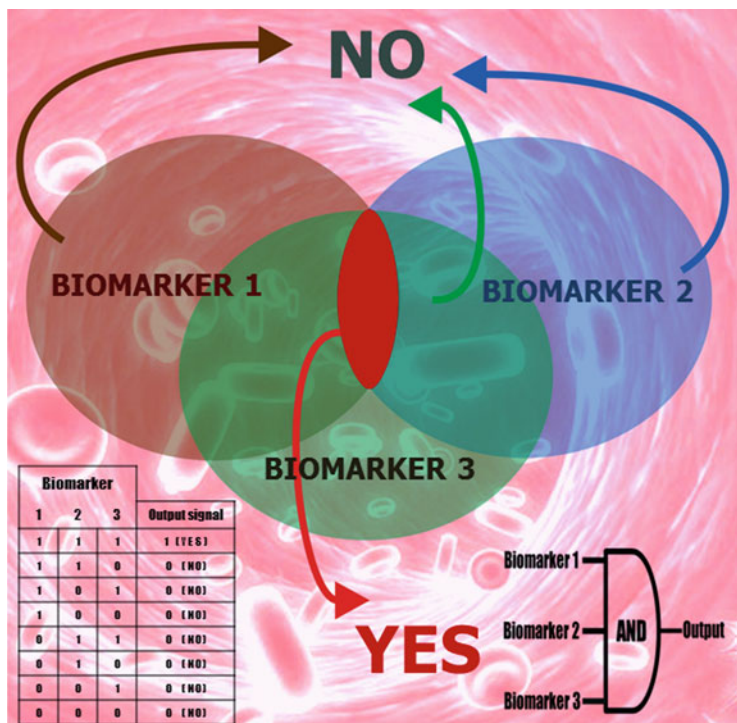 NO
BIOMARKER 1
BIOMARKER 2
BIOMARKER 3
Biomarker
1 2 3 Output signal
1 1 1 1 (YES)
1 1 0 0 (NO)
1 0 1 0 (NO)
1 0 0 0 (NO)
0 1 1 0 (NO)
0 1 0 0 (NO)
0 0 1 0 (NO)
0 0 0 0 (NO)
YES
Biomarker 1
Biomarker 2
Biomarker 3
AND
Output